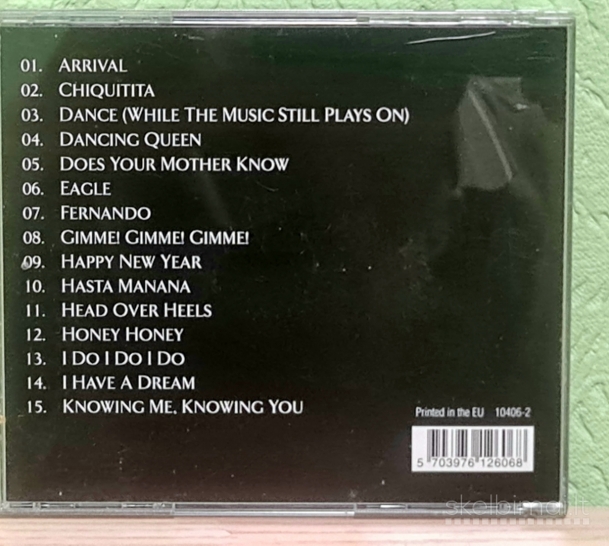 01. ARRIVAL
02. CHIQUITITA
03. DANCE (WHILE THE MUSIC STILL PLAYS ON)
04. DANCING QUEEN
05. DOES YOUR MOTHER KNOW
06. EAGLE
07. FERNANDO
08. GIMME! GIMME! GIMME!
09. HAPPY NEW YEAR
10. HASTA MANANA
11. HEAD OVER HEELS
12. HONEY HONEY
13. I DO I DO I DO
14. I HAVE A DREAM
15. KNOWING ME, KNOWING YOU
Printed in the EU 10406-2
5 703976 126068
skelbimai.lt